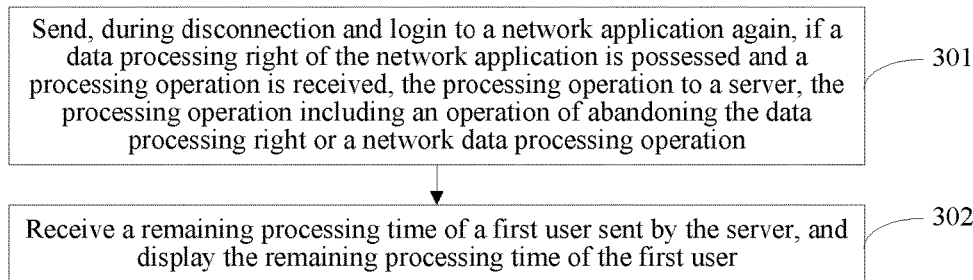 Send, during disconnection and login to a network application again, if a
data processing right of the network application is possessed and a
processing operation is received, the processing operation to a server, the
processing operation including an operation of abandoning the data
processing right or a network data processing operation
301
Receive a remaining processing time of a first user sent by the server, and
display the remaining processing time of the first user
302